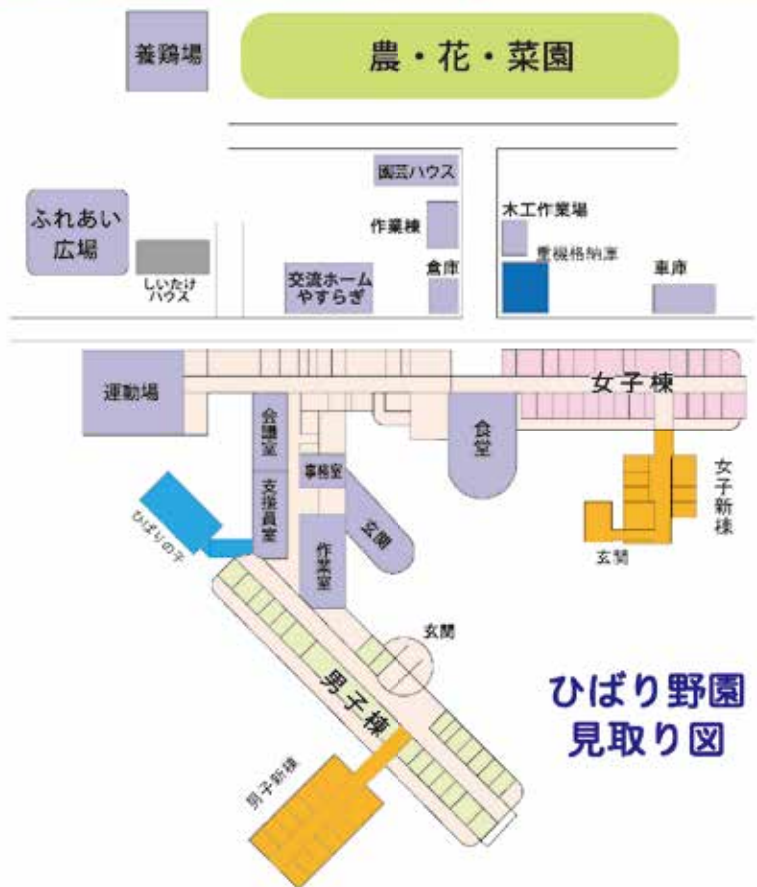 養鶏場
農・花・菜園
園芸ハウス
ふれあい
広場
作業棟
木工作業場
しいたけ
ハウス
交流ホーム
やすらぎ
倉庫
重機格納庫
車庫
運動場
女子棟
会議室
食堂
事務室
支援員室
玄関
女子新棟
ひばりの子
作業室
玄関
玄関
男子棟
男子新棟
ひばり野園
見取り図